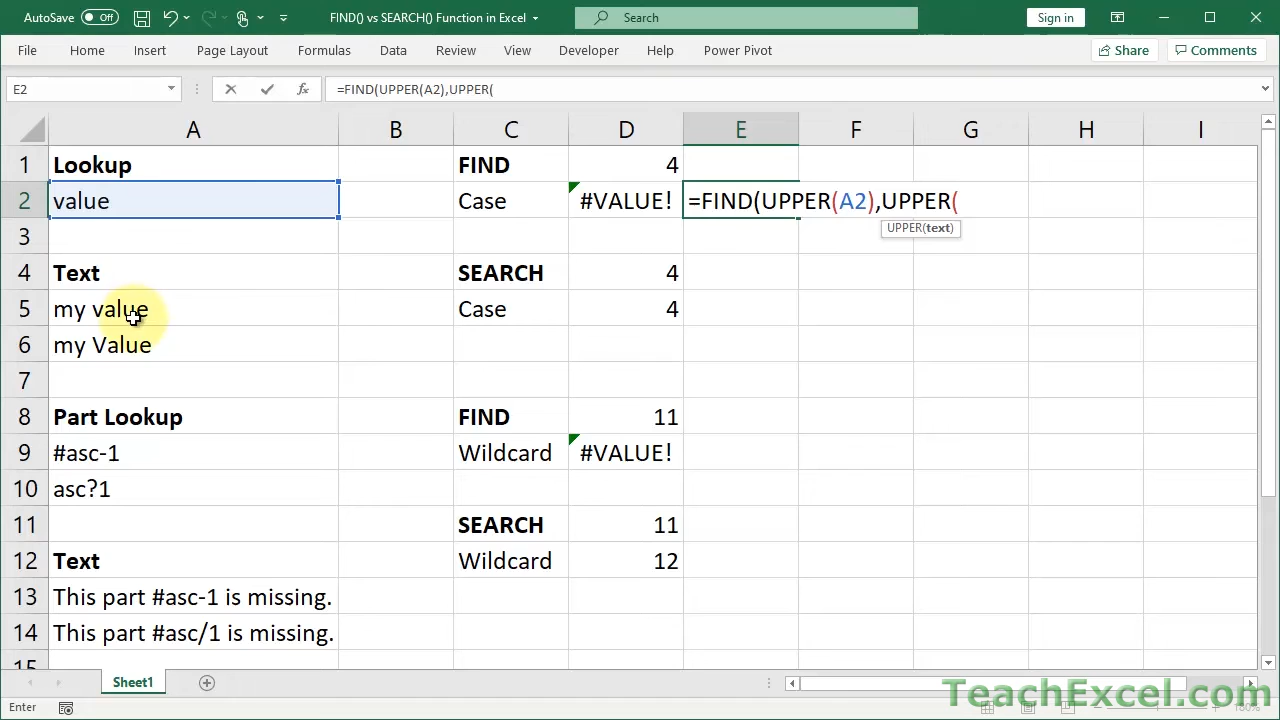 AutoSave Off FIND() vs SEARCH() Function in Excel Search Sign in
File Home Insert Page Layout Formulas Data Review View Developer Help Power Pivot Share Comments
E2 fx =FIND(UPPER(A2),UPPER(
A B C D E F G H I
1 Lookup FIND 4
2 value Case #VALUE! =FIND(UPPER(A2),UPPER(
UPPER(text)
3
4 Text SEARCH 4
5 my value Case 4
6 my Value
7
8 Part Lookup FIND 11
9 #asc-1 Wildcard #VALUE!
10 asc?1
11 SEARCH 11
12 Text Wildcard 12
13 This part #asc-1 is missing.
14 This part #asc/1 is missing.
15
Sheet1
TeachExcel.com
Enter 180%